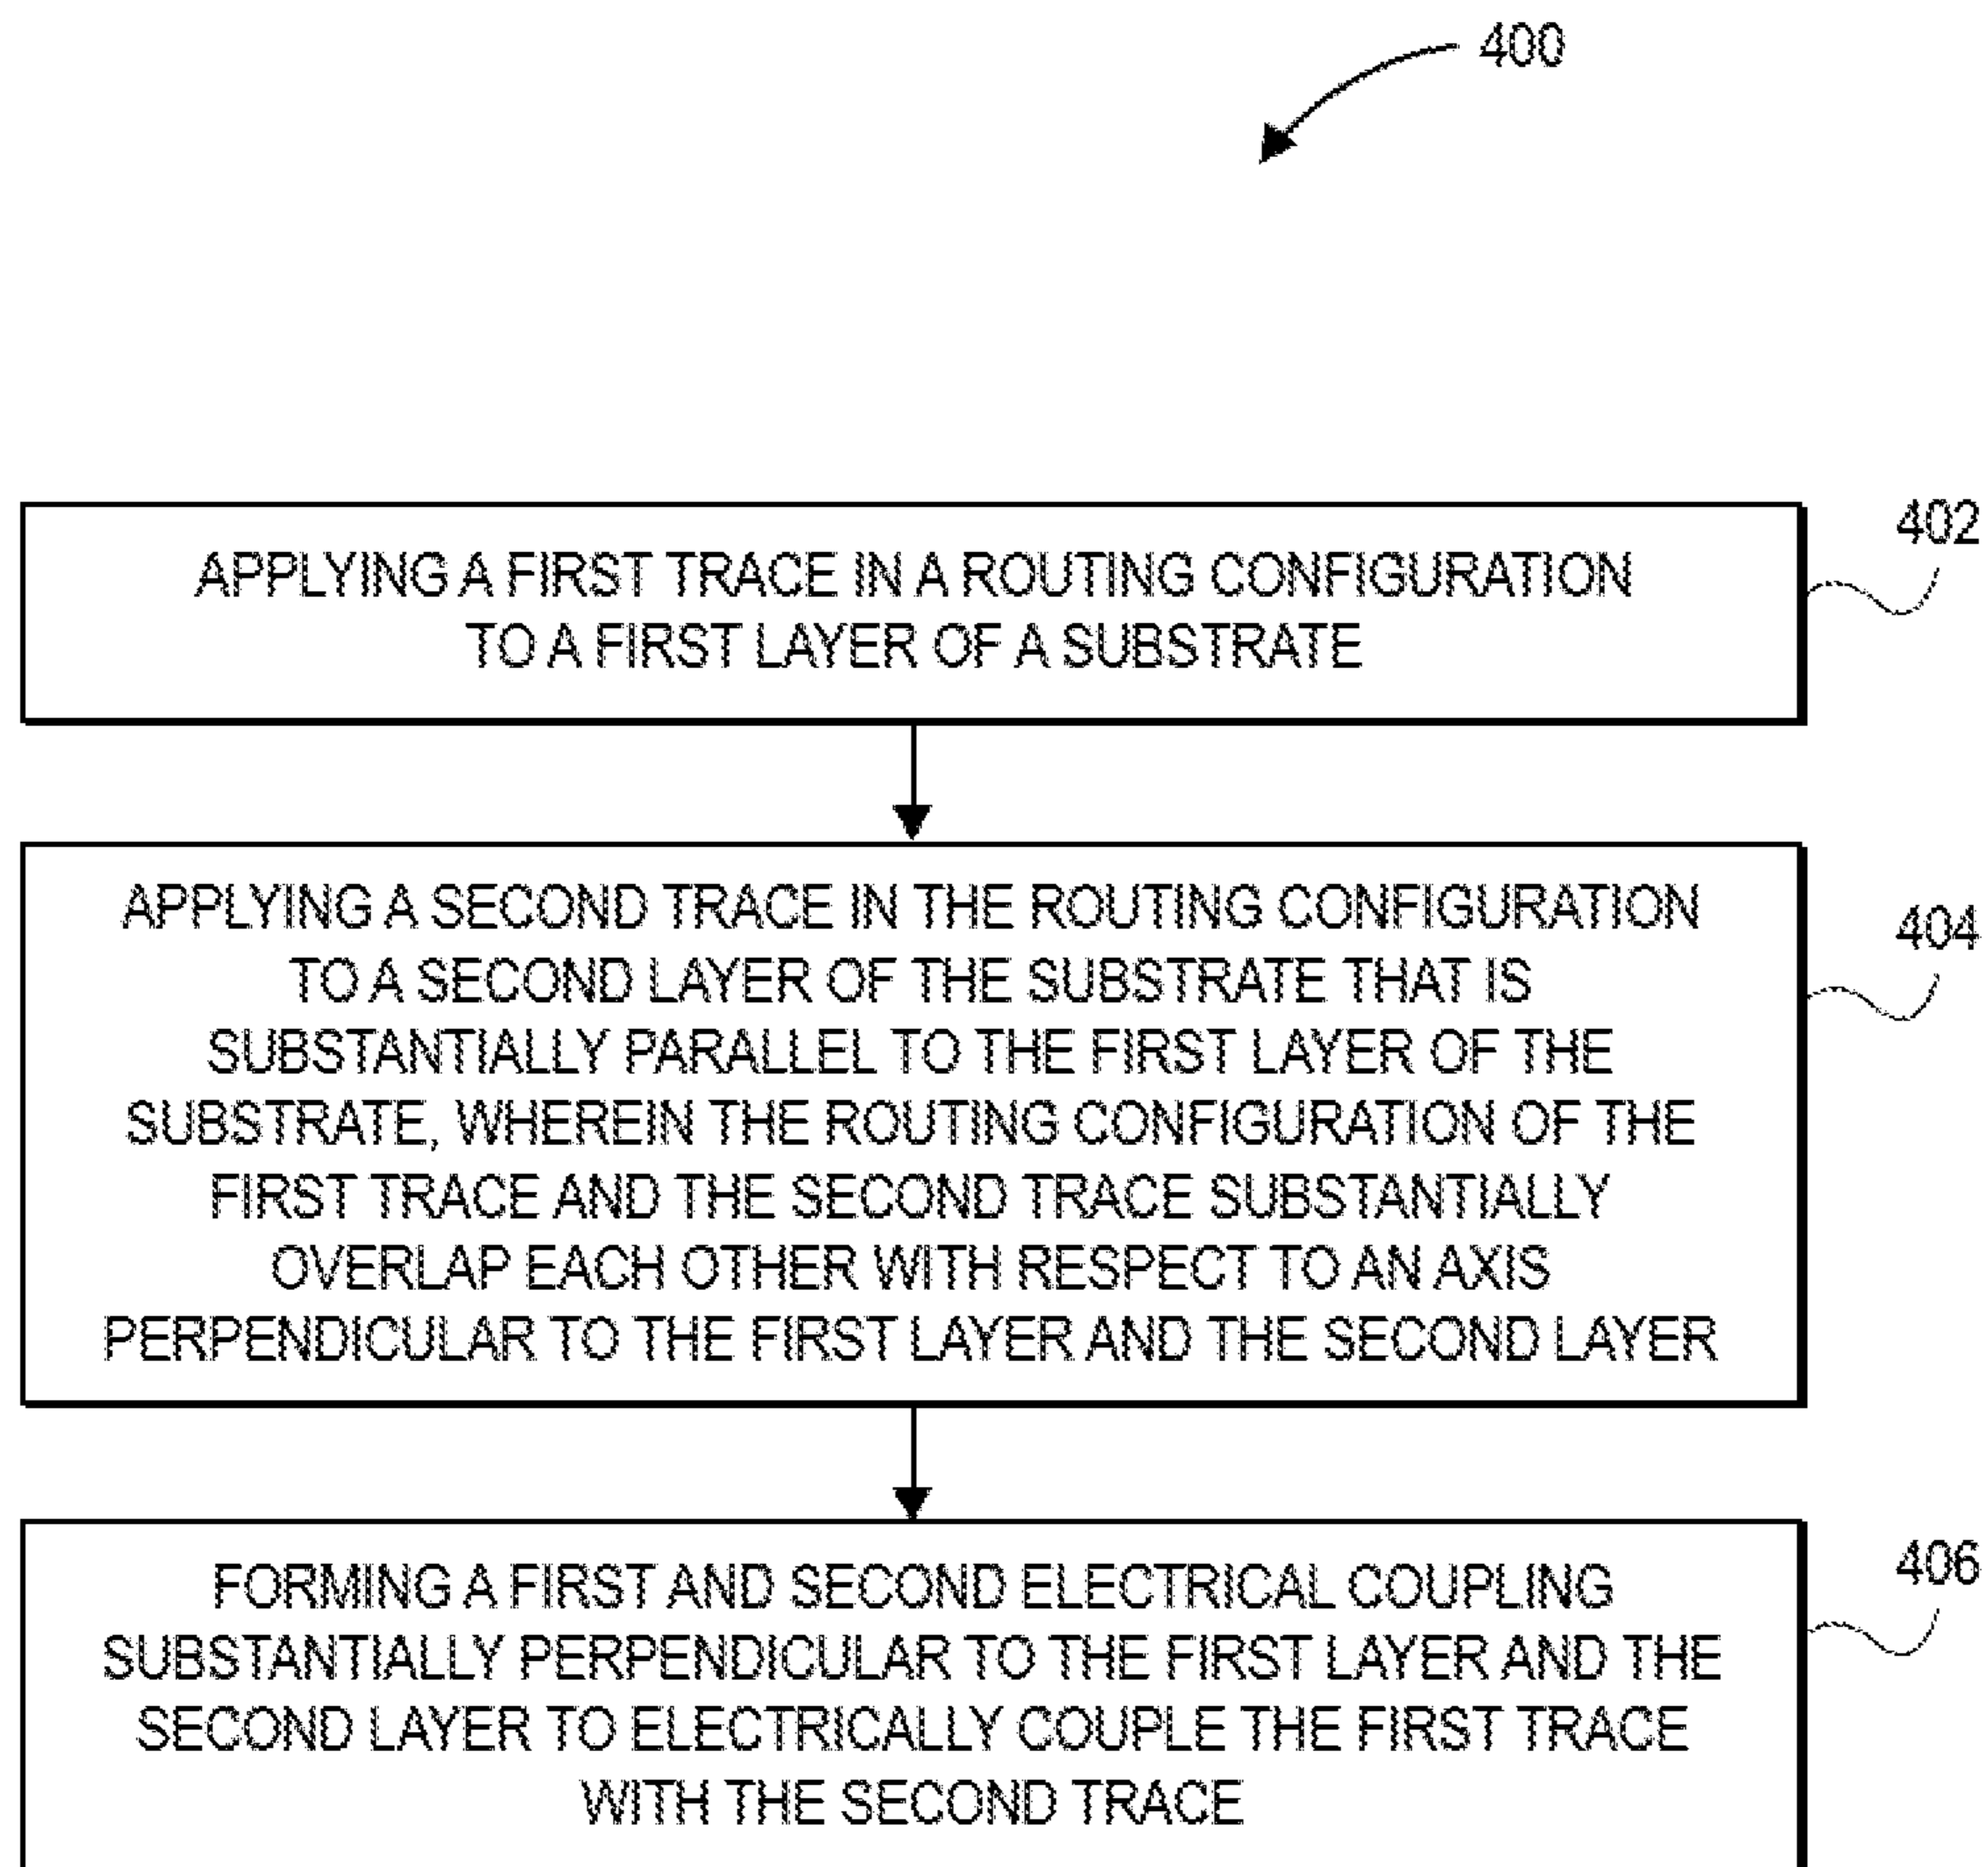 400
402
APPLYING A FIRST TRACE IN A ROUTING CONFIGURATION
TO A FIRST LAYER OF A SUBSTRATE
404
APPLYING A SECOND TRACE IN THE ROUTING CONFIGURATION
TO A SECOND LAYER OF THE SUBSTRATE THAT IS
SUBSTANTIALLY PARALLEL TO THE FIRST LAYER OF THE
SUBSTRATE, WHEREIN THE ROUTING CONFIGURATION OF THE
FIRST TRACE AND THE SECOND TRACE SUBSTANTIALLY
OVERLAP EACH OTHER WITH RESPECT TO AN AXIS
PERPENDICULAR TO THE FIRST LAYER AND THE SECOND LAYER
406
FORMING A FIRST AND SECOND ELECTRICAL COUPLING
SUBSTANTIALLY PERPENDICULAR TO THE FIRST LAYER AND THE
SECOND LAYER TO ELECTRICALLY COUPLE THE FIRST TRACE
WITH THE SECOND TRACE